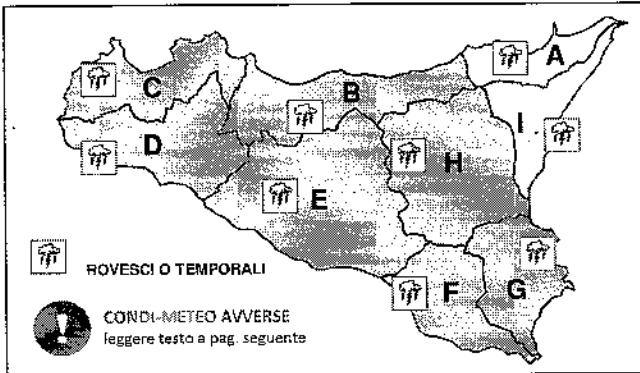 A
B
C
I
D
H
E
F
G
ROVESCI O TEMPORALI
CONDI-METEO AVVERSE
leggere testo a pag. seguente